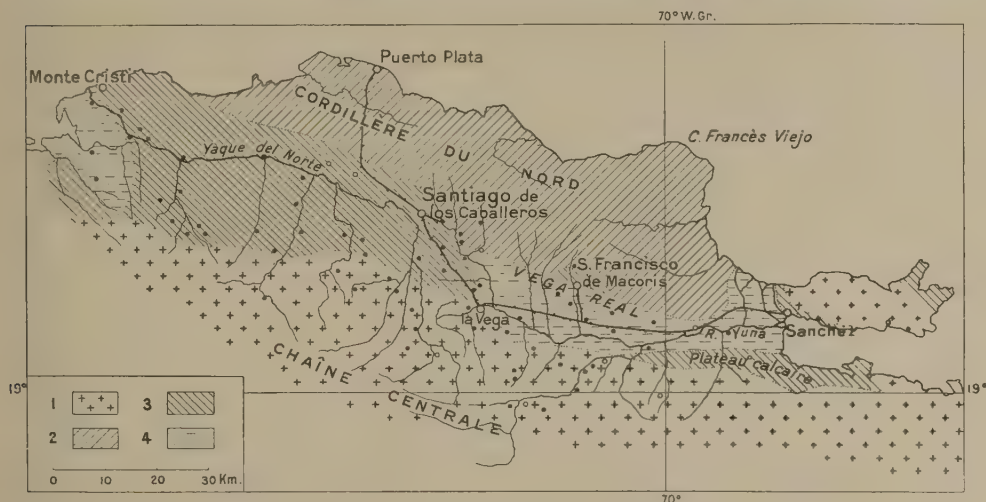 70° W. Gr.
Puerto Plata
Monte Cristi
CORDILLÈRE
DU
NORD
C. Francès Viejo
Yaque del Norte
Santiago de
los Caballeros
VEGA REAL
S. Francisco
de Macorís
la Vega
R. Yuna
Sanchez
Plateau calcaire
CHAÎNE
CENTRALE
19°
19°
1
3
2
4
0 10 20 30 Km.
70°